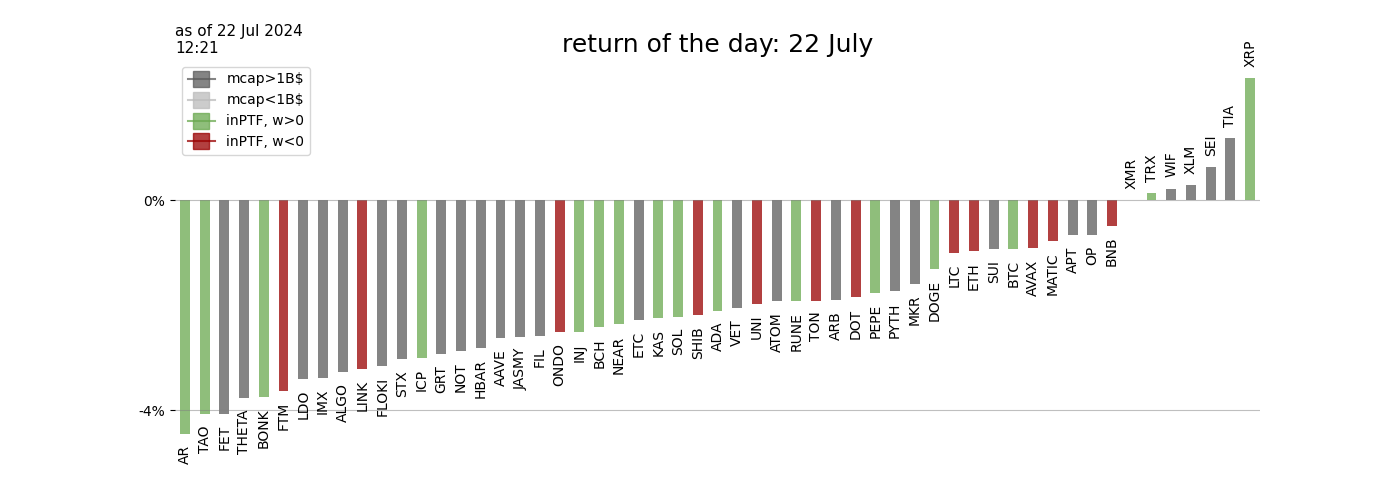 as of 22 Jul 2024
12:21
return of the day: 22 July
mcap>1B$
mcap<1B$
inPTF, w>0
inPTF, w<0
0%
-4%
AR
TAO
FET
THETA
BONK
FTM
LDO
IMX
ALGO
LINK
FLOKI
STX
ICP
GRT
NOT
HBAR
AAVE
JASMY
FIL
ONDO
INJ
BCH
NEAR
ETC
KAS
SOL
SHIB
ADA
VET
UNI
ATOM
RUNE
TON
ARB
DOT
PEPE
PYTH
MKR
DOGE
LTC
ETH
SUI
BTC
AVAX
MATIC
APT
OP
BNB
XMR
TRX
WIF
XLM
SEI
TIA
XRP